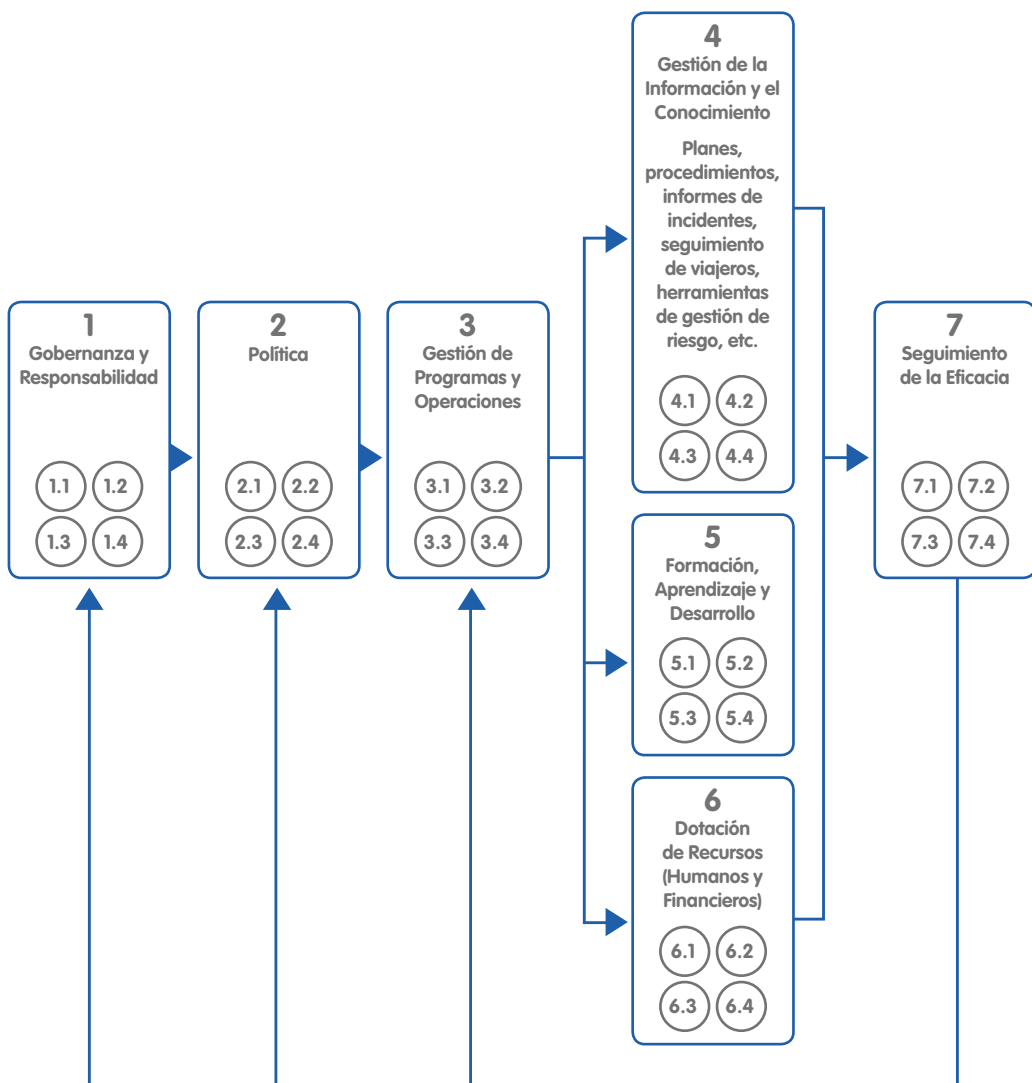 1
Gobernanza y
Responsabilidad
1.1 1.2
1.3 1.4
2
Política
2.1 2.2
2.3 2.4
3
Gestión de
Programas y
Operaciones
3.1 3.2
3.3 3.4
4
Gestión de la
Información y el
Conocimiento
Planes,
procedimientos,
informes de
incidentes,
seguimiento
de viajeros,
herramientas
de gestión de
riesgo, etc.
4.1 4.2
4.3 4.4
5
Formación,
Aprendizaje y
Desarrollo
5.1 5.2
5.3 5.4
6
Dotación
de Recursos
(Humanos y
Financieros)
6.1 6.2
6.3 6.4
7
Seguimiento
de la Eficacia
7.1 7.2
7.3 7.4